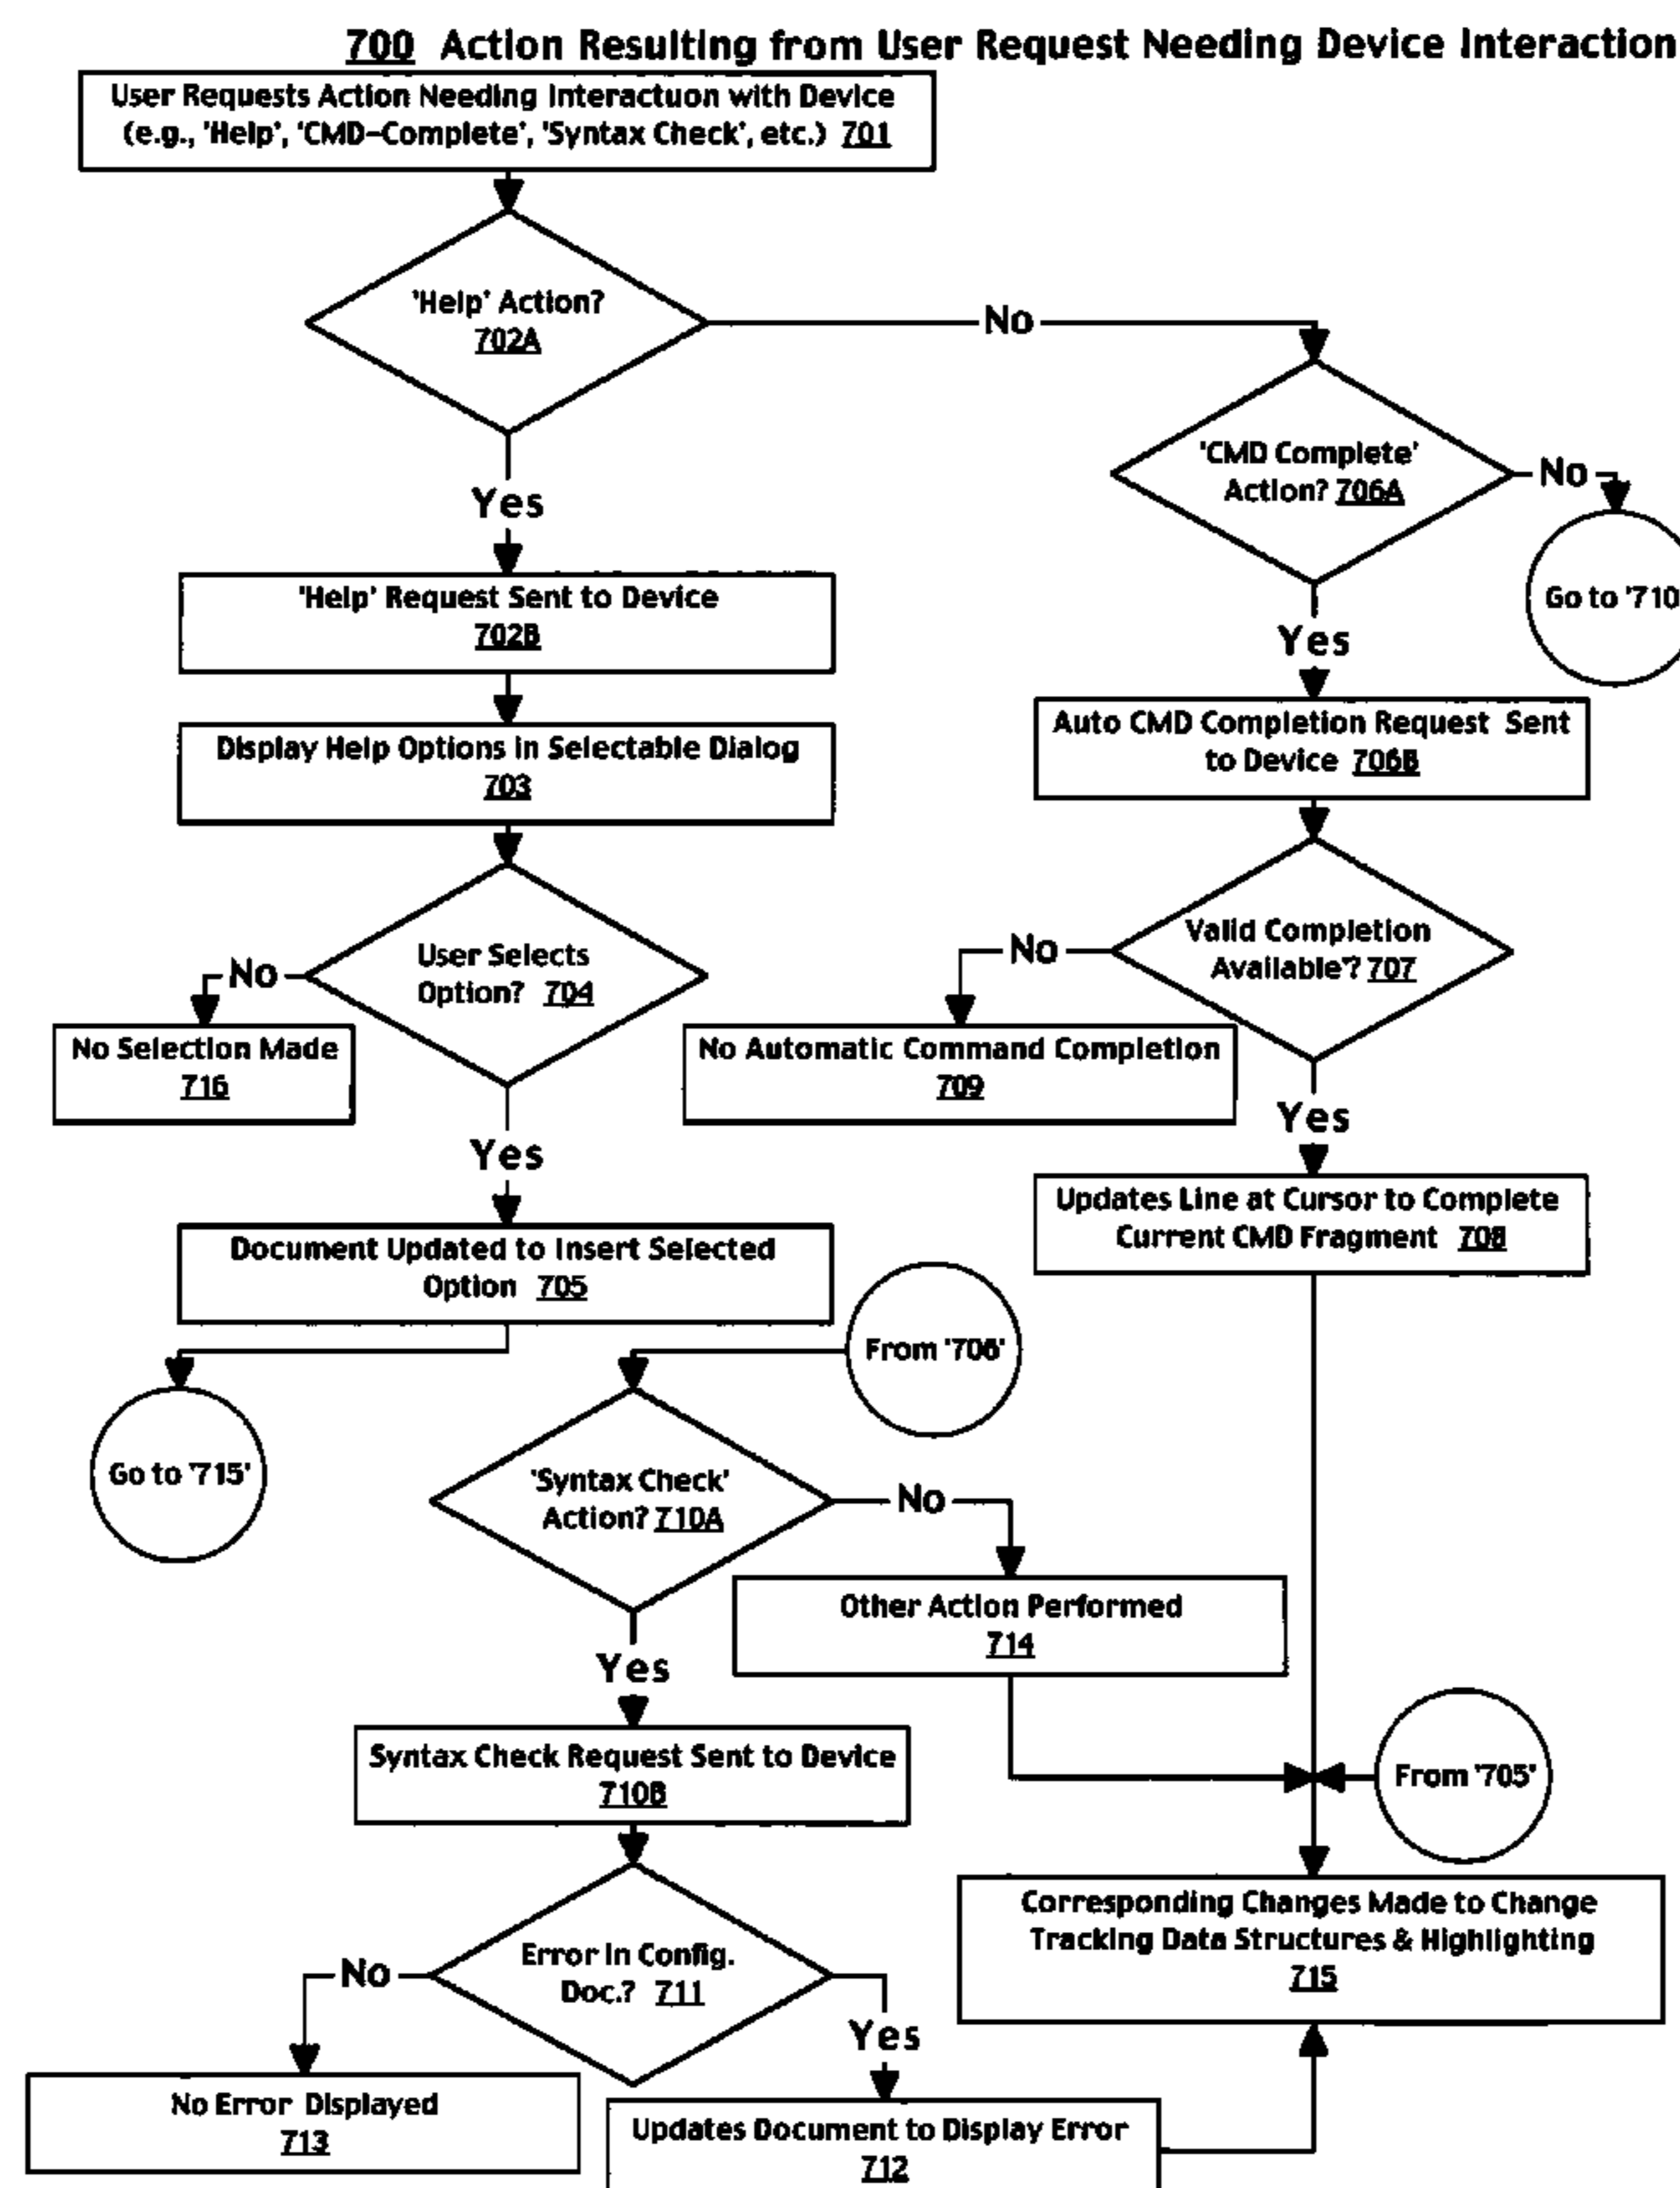 700 Action Resulting from User Request Needing Device Interaction
User Requests Action Needing Interactuon with Device
(e.g., 'Help', 'CMD-Complete', 'Syntax Check', etc.) 701
'Help' Action?
702A
No
'CMD Complete'
Action? 706A
No
Go to '710
Yes
'Help' Request Sent to Device
702B
Yes
Display Help Options in Selectable Dialog
703
Auto CMD Completion Request Sent
to Device 706B
User Selects
Option? 704
No
No Selection Made
716
Valid Completion
Available'? 707
No
No Automatic Command Completion
709
Yes
Yes
Document Updated to Insert Selected
Option 705
Updates Line at Cursor to Complete
Current CMD Fragment 708
From '706'
Go to '715'
'Syntax Check'
Action? 710A
No
Other Action Performed
714
Yes
Syntax Check Request Sent to Device
710B
From '705'
Corresponding Changes Made to Change
Tracking Data Structures & Highlighting
715
Error in Config.
Doc.? 711
No
Yes
No Error Displayed
713
Updates Document to Display Error
712